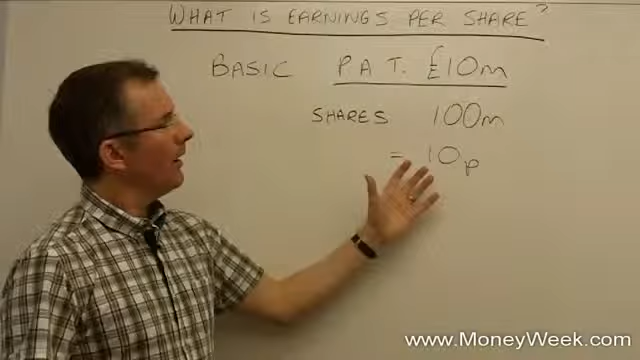 WHAT IS EARNINGS PER SHARE?
BASIC P.A.T. £10m
SHARES 100m
= 10p
www.MoneyWeek.com